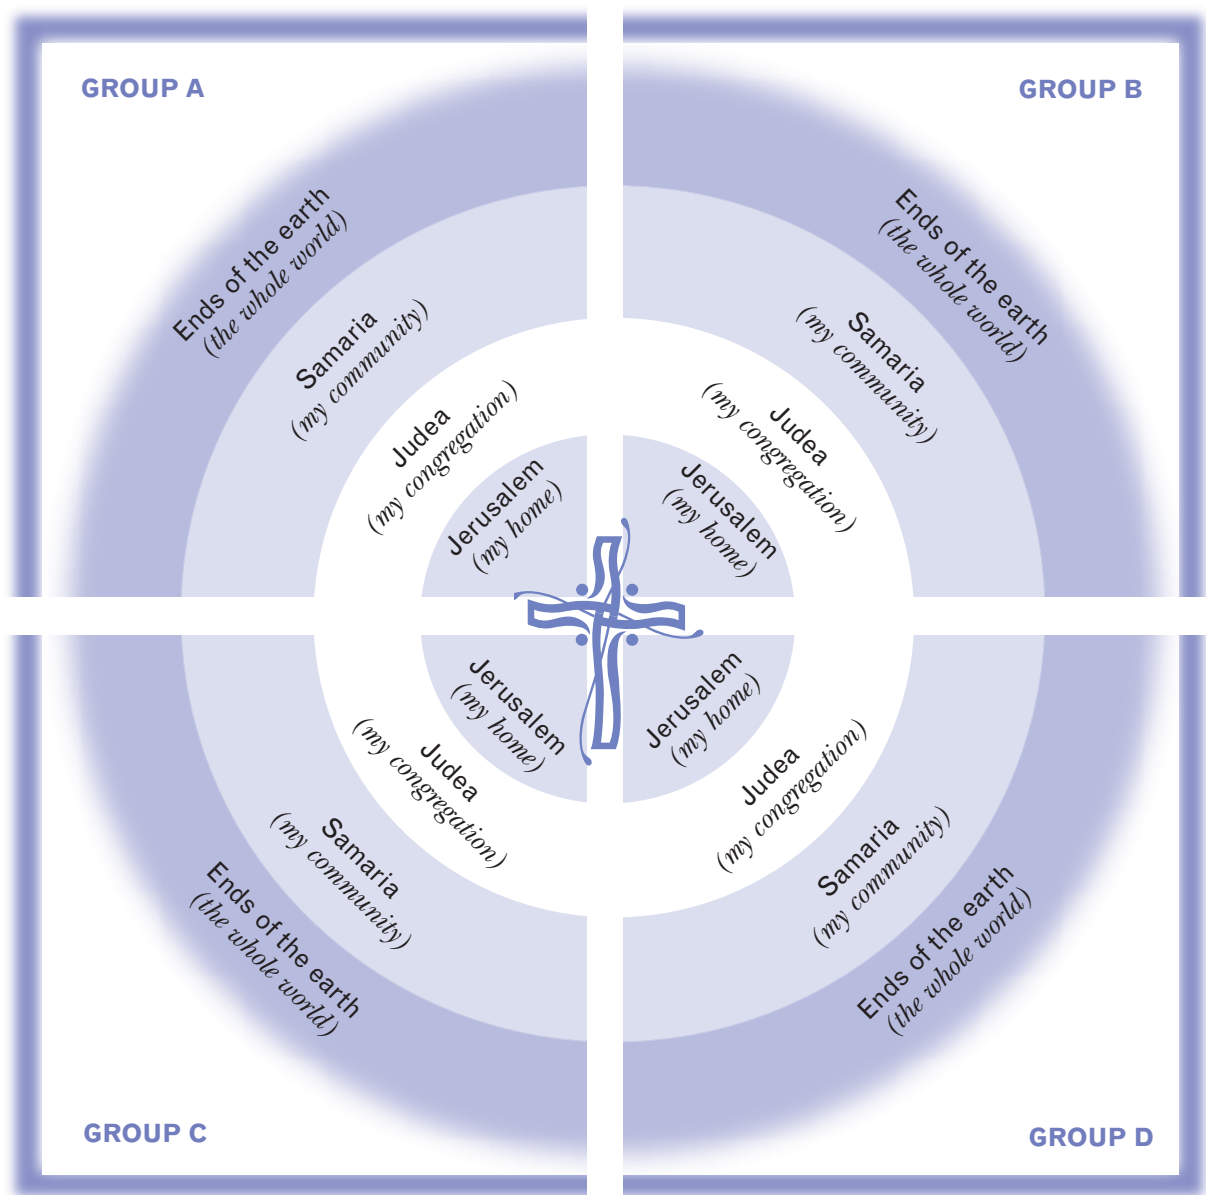 GROUP A
Ends of the earth
(the whole world)
Samaria
(my community)
Judea
(my congregation)
Jerusalem
(my home)
GROUP B
Ends of the earth
(the whole world)
Samaria
(my community)
Judea
(my congregation)
Jerusalem
(my home)
Jerusalem
(my home)
Judea
(my congregation)
Samaria
(my community)
Ends of the earth
(the whole world)
GROUP C
Jerusalem
(my home)
Judea
(my congregation)
Samaria
(my community)
Ends of the earth
(the whole world)
GROUP D